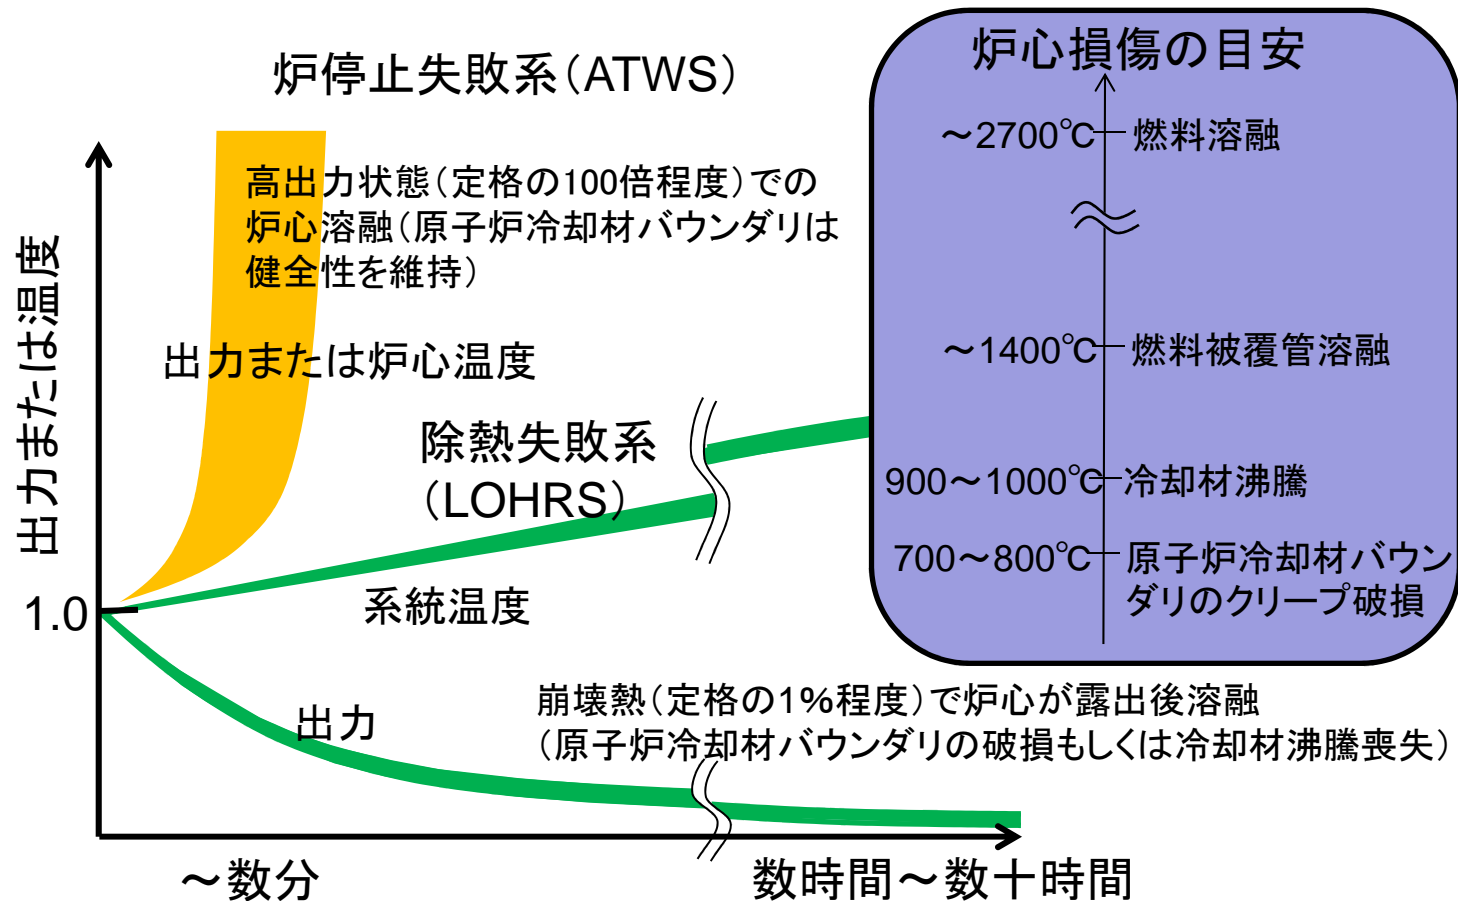 炉停止失敗系(ATWS)
高出力状態(定格の100倍程度)での
炉心溶融(原子炉冷却材バウンダリは
健全性を維持)
出力または炉心温度
出力または温度
除熱失敗系
(LOHRS)
系統温度
1.0
出力
崩壊熱(定格の1%程度)で炉心が露出後溶融
(原子炉冷却材バウンダリの破損もしくは冷却材沸騰喪失)
~数分
数時間~数十時間
炉心損傷の目安
~2700℃ 燃料溶融
~1400℃ 燃料被覆管溶融
900~1000℃ 冷却材沸騰
700~800℃ 原子炉冷却材バウン
ダリのクリープ破損